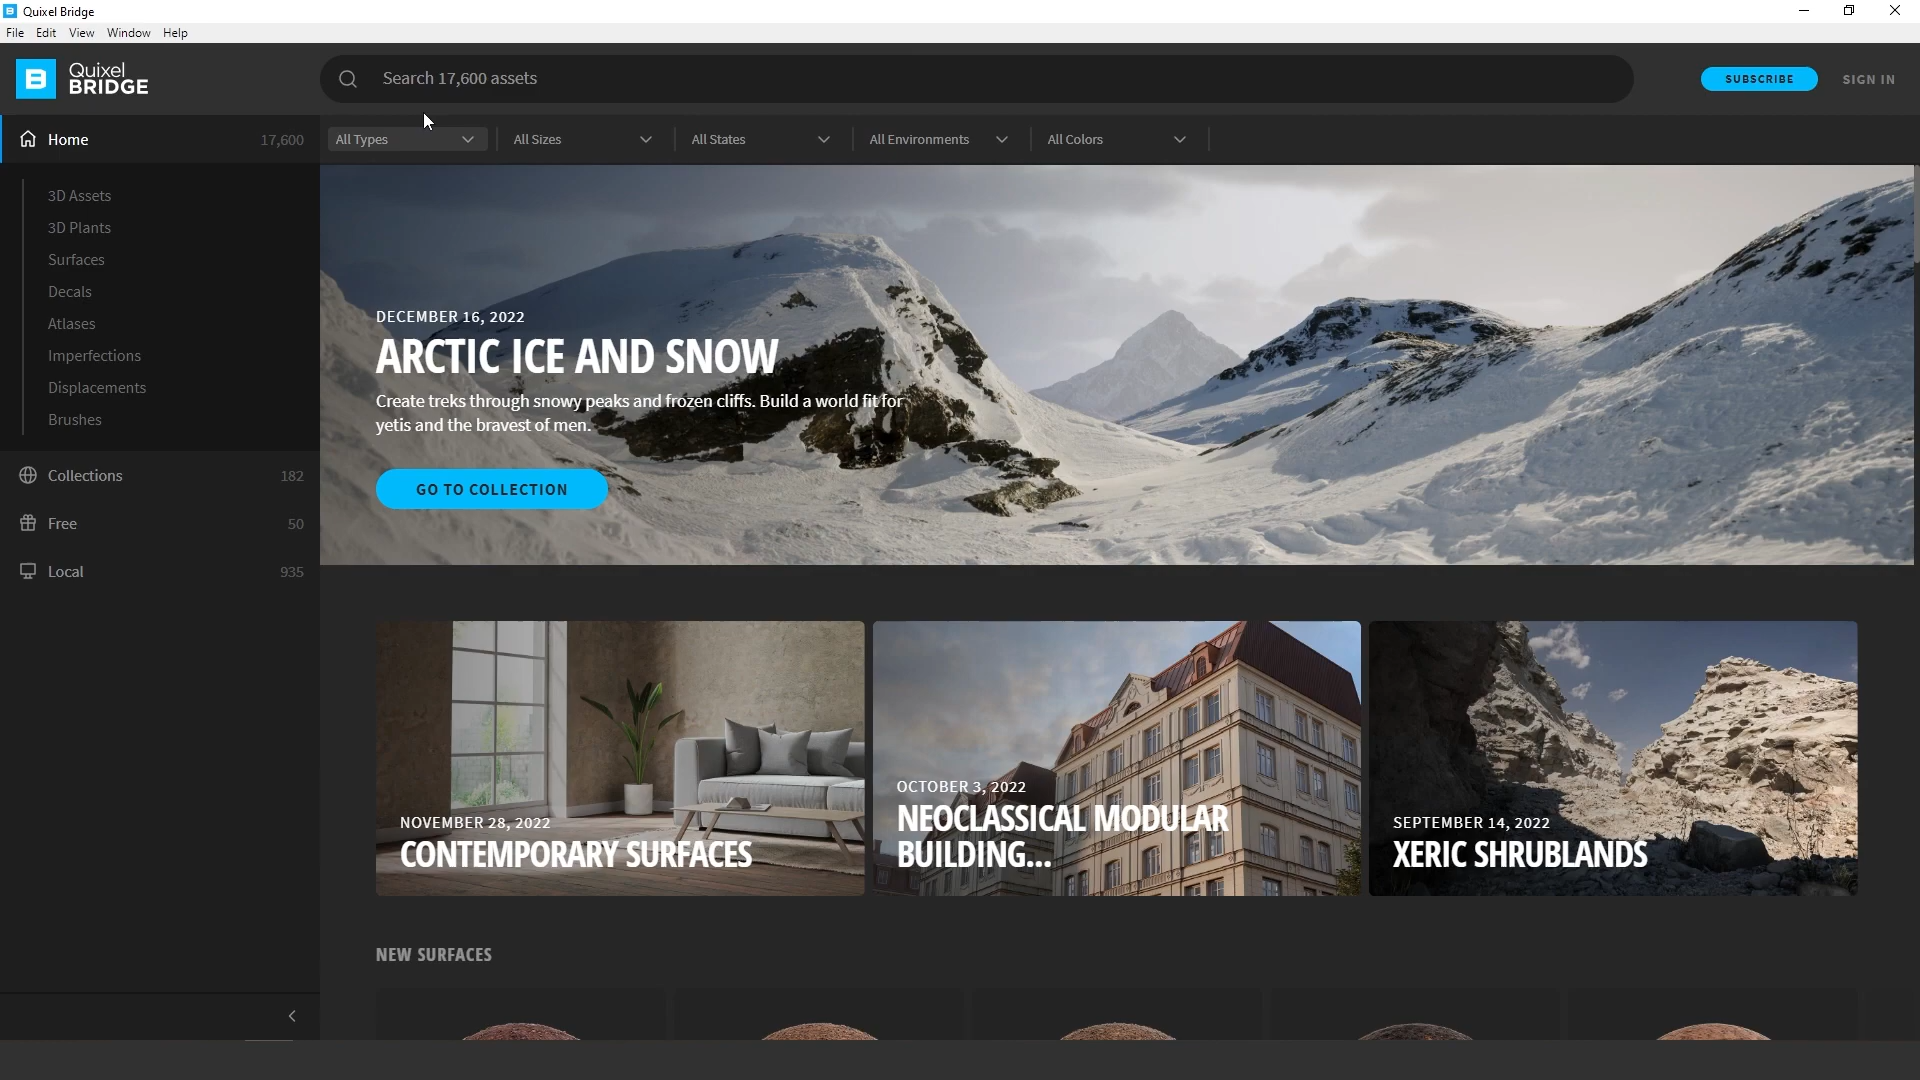 Quixel Bridge
File Edit View Window Help
B
Quixel
BRIDGE
Search 17,600 assets
SUBSCRIBE
SIGN IN
Home 17,600
All Types
All Sizes
All States
All Environments
All Colors
3D Assets
3D Plants
Surfaces
Decals
Atlases
Imperfections
Displacements
Brushes
Collections 182
Free 50
Local 935
DECEMBER 16, 2022
ARCTIC ICE AND SNOW
Create treks through snowy peaks and frozen cliffs. Build a world fit for
yetis and the bravest of men.
GO TO COLLECTION
NOVEMBER 28, 2022
CONTEMPORARY SURFACES
OCTOBER 3, 2022
NEOCLASSICAL MODULAR
BUILDING...
SEPTEMBER 14, 2022
XERIC SHRUBLANDS
NEW SURFACES